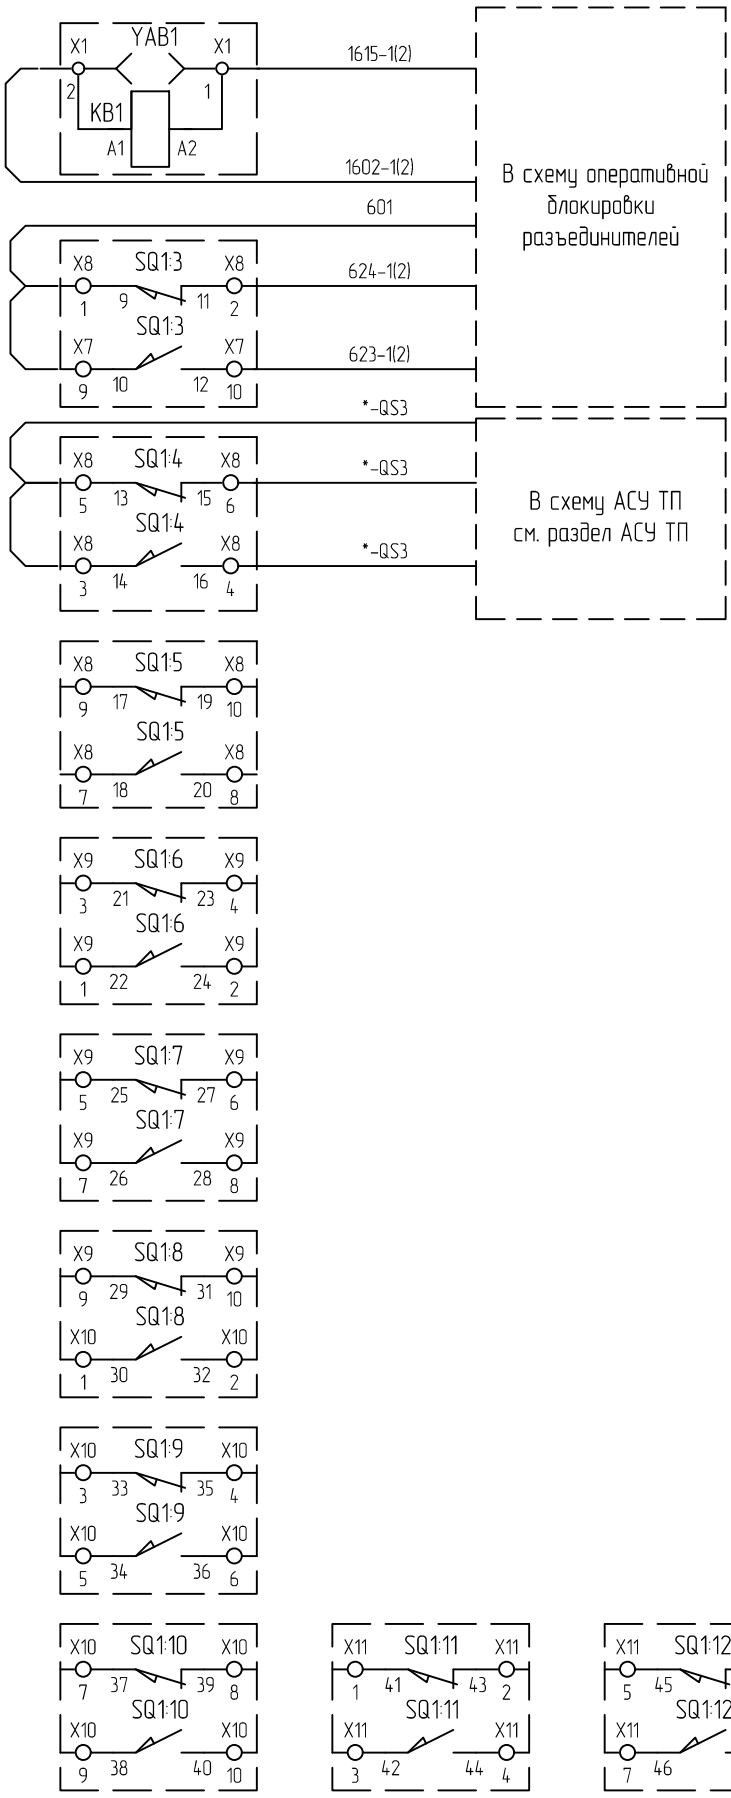 YAB1
X1 X1
2 1
KB1
A1 A2
1615-1(2)
1602-1(2)
601
В схему оперативной
блокировки
разъединителей
X8 SQ1:3 X8
1 9 11 2
624-1(2)
SQ1:3
X7 X7
9 10 12 10
623-1(2)
*-QS3
X8 SQ1:4 X8
5 13 15 6
*-QS3
SQ1:4
X8 X8
3 14 16 4
*-QS3
В схему АСУ ТП
см. раздел АСУ ТП
X8 SQ1:5 X8
9 17 19 10
SQ1:5
X8 X8
7 18 20 8
X9 SQ1:6 X9
3 21 23 4
SQ1:6
X9 X9
1 22 24 2
X9 SQ1:7 X9
5 25 27 6
SQ1:7
X9 X9
7 26 28 8
X9 SQ1:8 X9
9 29 31 10
SQ1:8
X10 X10
1 30 32 2
X10 SQ1:9 X10
3 33 35 4
SQ1:9
X10 X10
5 34 36 6
X10 SQ1:10 X10
7 37 39 8
SQ1:10
X10 X10
9 38 40 10
X11 SQ1:11 X11
1 41 43 2
SQ1:11
X11 X11
3 42 44 4
X11 SQ1:12
5 45
SQ1:12
X11
7 46